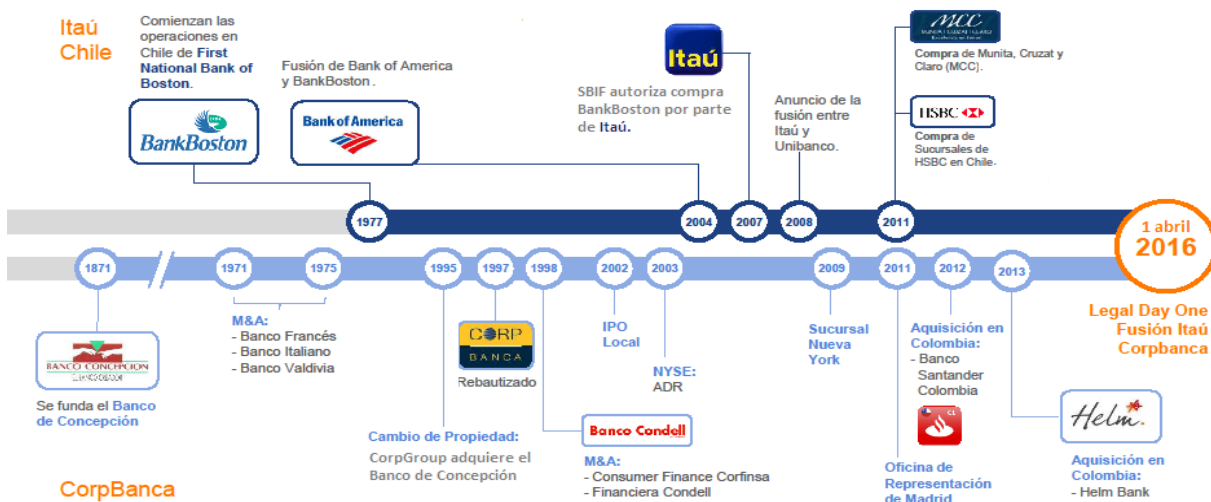 Itaú
Chile
Comienzan las
operaciones en
Chile de First
National Bank of
Boston.
BankBoston
Fusión de Bank of America
y BankBoston.
Bank of America
Itaú
SBIF autoriza compra
BankBoston por parte
de Itaú.
Anuncio de la
fusión entre
Itaú y
Unibanco.
MCC
MUNITA | CRUZAT | CLARO
Compra de Munita, Cruzat y
Claro (MCC).
HSBC
Compra de
Sucursales de
HSBC en Chile.
1977
2004
2007
2008
2011
1 abril
2016
Legal Day One
Fusión Itaú
Corpbanca
1871
1971
1975
1995
1997
1998
2002
2003
2009
2011
2012
2013
BANCO CONCEPCION
Se funda el Banco
de Concepción
M&A:
- Banco Francés
- Banco Italiano
- Banco Valdivia
Cambio de Propiedad:
CorpGroup adquiere el
Banco de Concepción
CORP
BANCA
Rebautizado
Banco Condell
M&A:
- Consumer Finance Corfinsa
- Financiera Condell
IPO
Local
NYSE:
ADR
Sucursal
Nueva
York
Oficina de
Representación
de Madrid
Aquisición en
Colombia:
- Banco
Santander
Colombia
CL
Helm
Aquisición en
Colombia:
- Helm Bank
CorpBanca